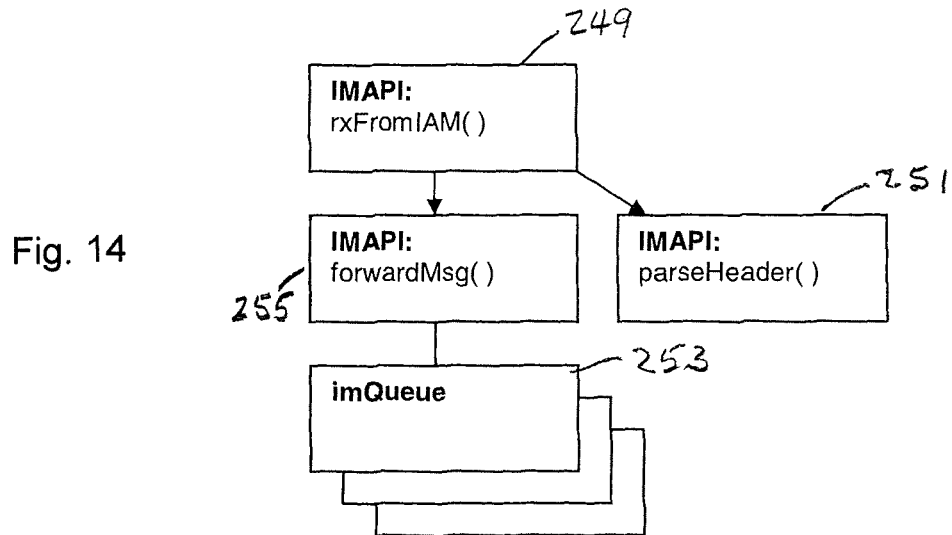 249
IMAPI:
rxFromIAM( )
251
Fig. 14
IMAPI:
forwardMsg( )
IMAPI:
parseHeader( )
255
253
imQueue